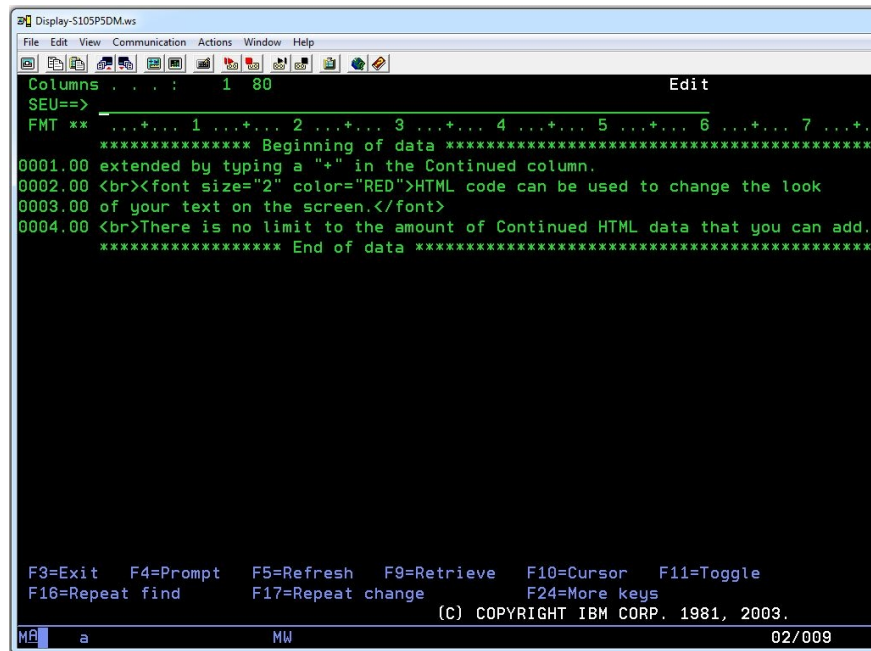 Display-S105P5DM.ws
File Edit View Communication Actions Window Help
Columns . . . :    1  80                                       Edit
SEU==>
FMT **  ...+... 1 ...+... 2 ...+... 3 ...+... 4 ...+... 5 ...+... 6 ...+... 7 ...+.
*************** Beginning of data ******************************************
0001.00 extended by typing a "+" in the Continued column.
0002.00 <br><font size="2" color="RED">HTML code can be used to change the look
0003.00 of your text on the screen.</font>
0004.00 <br>There is no limit to the amount of Continued HTML data that you can add.
****************** End of data *********************************************
F3=Exit   F4=Prompt   F5=Refresh   F9=Retrieve   F10=Cursor   F11=Toggle
F16=Repeat find       F17=Repeat change          F24=More keys
(C) COPYRIGHT IBM CORP. 1981, 2003.
MA    a                  MW                                              02/009